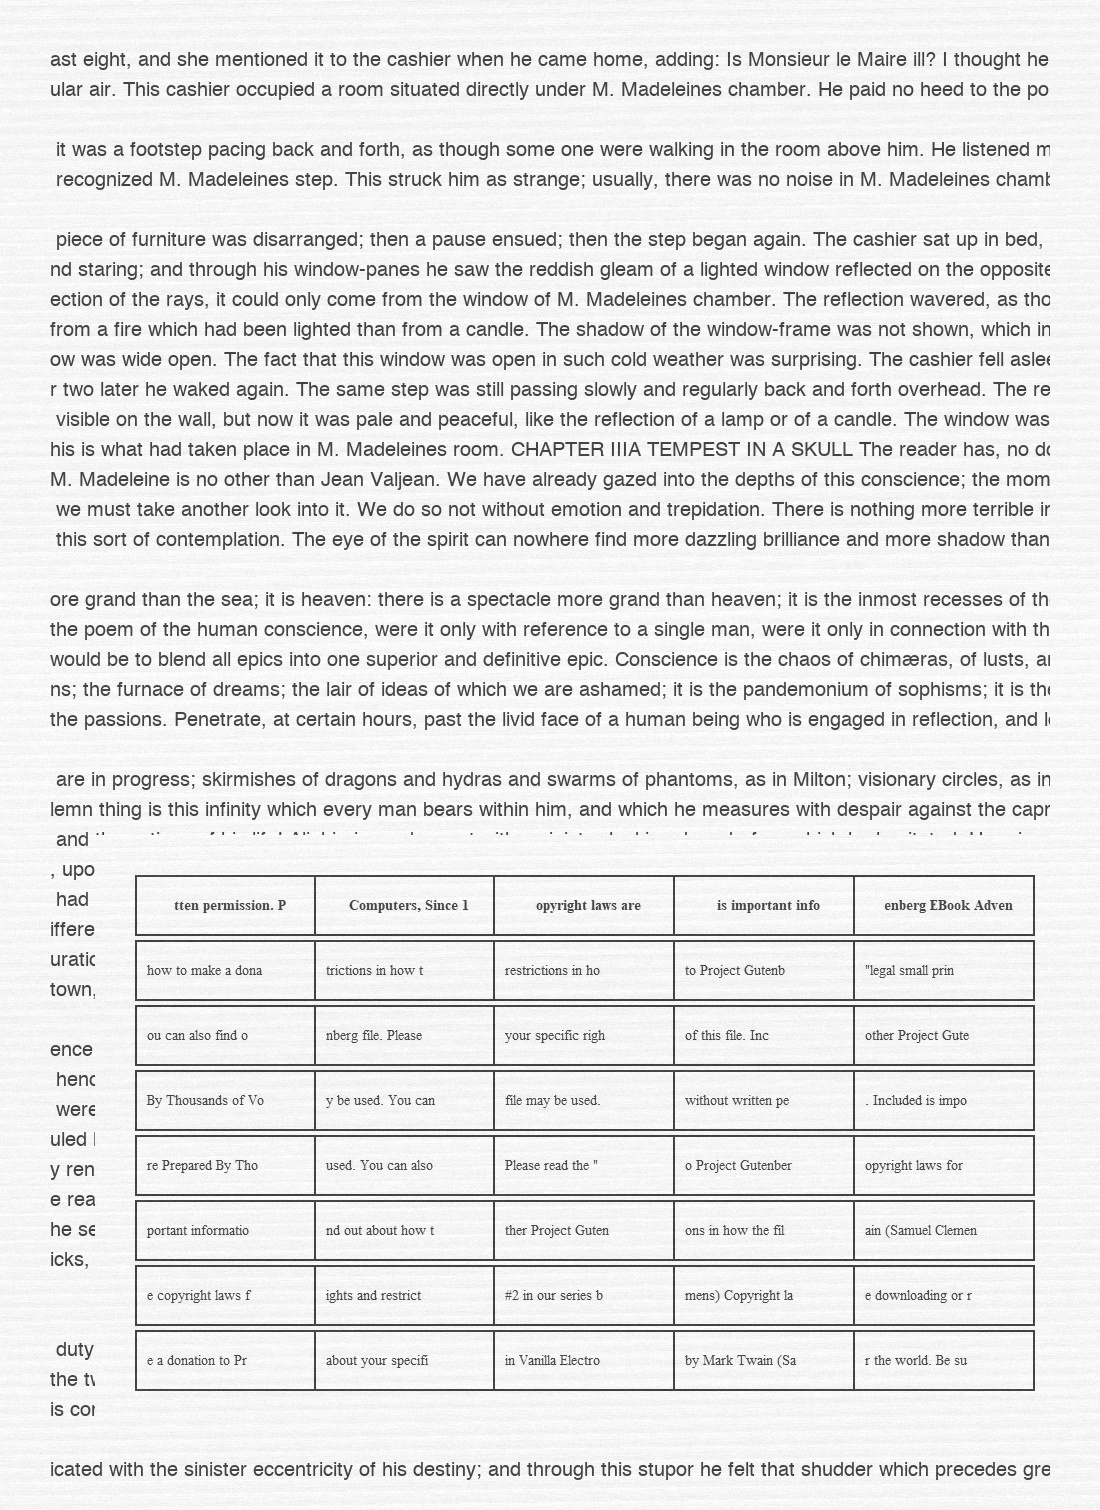 ast eight, and she mentioned it to the cashier when he came home, adding: Is Monsieur le Maire ill? I thought he
ular air. This cashier occupied a room situated directly under M. Madeleines chamber. He paid no heed to the po
it was a footstep pacing back and forth, as though some one were walking in the room above him. He listened m
recognized M. Madeleines step. This struck him as strange; usually, there was no noise in M. Madeleines chamb
piece of furniture was disarranged; then a pause ensued; then the step began again. The cashier sat up in bed,
nd staring; and through his window-panes he saw the reddish gleam of a lighted window reflected on the opposite
ection of the rays, it could only come from the window of M. Madeleines chamber. The reflection wavered, as tho
from a fire which had been lighted than from a candle. The shadow of the window-frame was not shown, which in
ow was wide open. The fact that this window was open in such cold weather was surprising. The cashier fell aslee
r two later he waked again. The same step was still passing slowly and regularly back and forth overhead. The re
visible on the wall, but now it was pale and peaceful, like the reflection of a lamp or of a candle. The window was
his is what had taken place in M. Madeleines room. CHAPTER IIIA TEMPEST IN A SKULL The reader has, no do
M. Madeleine is no other than Jean Valjean. We have already gazed into the depths of this conscience; the mom
we must take another look into it. We do so not without emotion and trepidation. There is nothing more terrible in
this sort of contemplation. The eye of the spirit can nowhere find more dazzling brilliance and more shadow than
ore grand than the sea; it is heaven: there is a spectacle more grand than heaven; it is the inmost recesses of th
the poem of the human conscience, were it only with reference to a single man, were it only in connection with th
would be to blend all epics into one superior and definitive epic. Conscience is the chaos of chimæras, of lusts, an
ns; the furnace of dreams; the lair of ideas of which we are ashamed; it is the pandemonium of sophisms; it is the
the passions. Penetrate, at certain hours, past the livid face of a human being who is engaged in reflection, and lo
are in progress; skirmishes of dragons and hydras and swarms of phantoms, as in Milton; visionary circles, as in
lemn thing is this infinity which every man bears within him, and which he measures with despair against the capr
and
, upo
had
iffere
uratio
town,
ence
henc
were
uled
y ren
e rea
he se
icks,
duty
the tw
is con
tten permission. P Computers, Since 1 opyright laws are is important info enberg EBook Adven
how to make a dona trictions in how t restrictions in ho to Project Gutenb "legal small prin
ou can also find o nberg file. Please your specific righ of this file. Inc other Project Gute
By Thousands of Vo y be used. You can file may be used. without written pe . Included is impo
re Prepared By Tho used. You can also Please read the " o Project Gutenber opyright laws for
portant informatio nd out about how t ther Project Guten ons in how the fil ain (Samuel Clemen
e copyright laws f ights and restrict #2 in our series b mens) Copyright la e downloading or r
e a donation to Pr about your specifi in Vanilla Electro by Mark Twain (Sa r the world. Be su
icated with the sinister eccentricity of his destiny; and through this stupor he felt that shudder which precedes gre